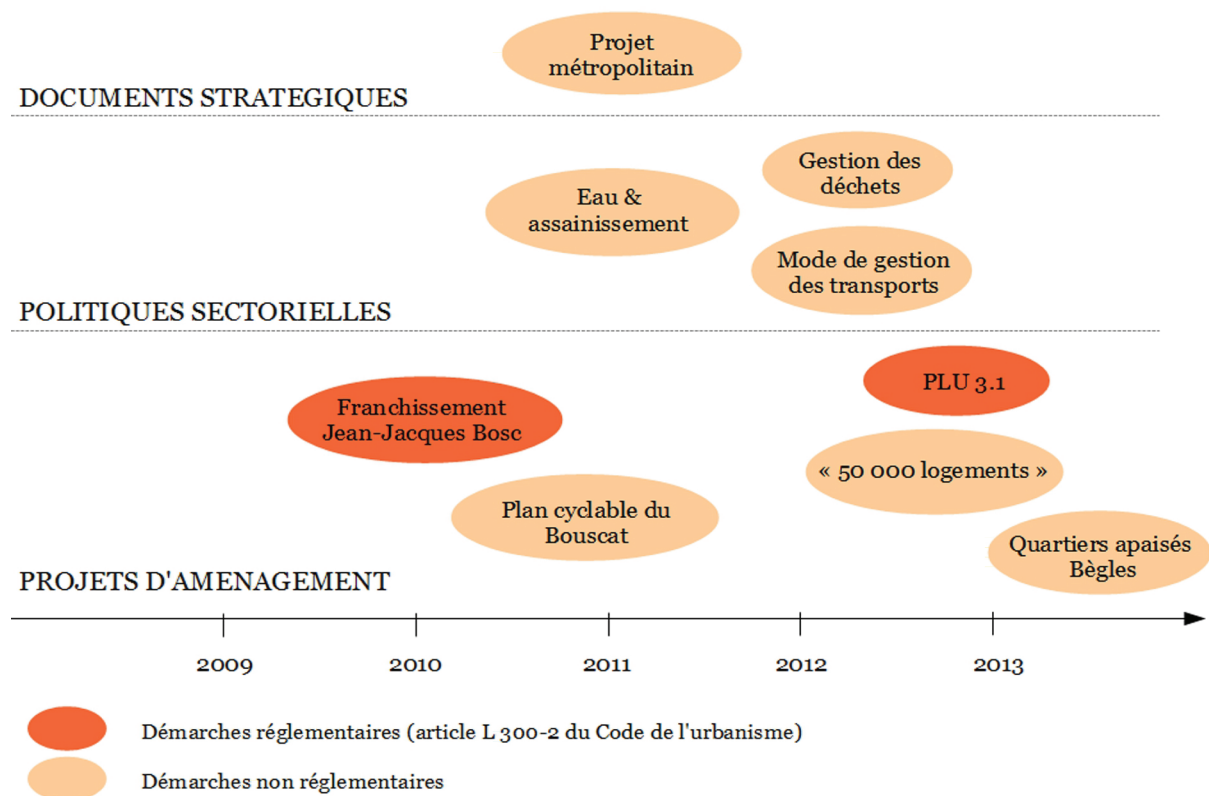 Projet
métropolitain
DOCUMENTS STRATEGIQUES
Gestion des
déchets
Eau &
assainissement
Mode de gestion
des transports
POLITIQUES SECTORIELLES
PLU 3.1
Franchissement
Jean-Jacques Bosc
« 50 000 logements »
Plan cyclable du
Bouscat
Quartiers apaisés
Bègles
PROJETS D'AMENAGEMENT
2009 2010 2011 2012 2013
Démarches réglementaires (article L 300-2 du Code de l'urbanisme)
Démarches non réglementaires